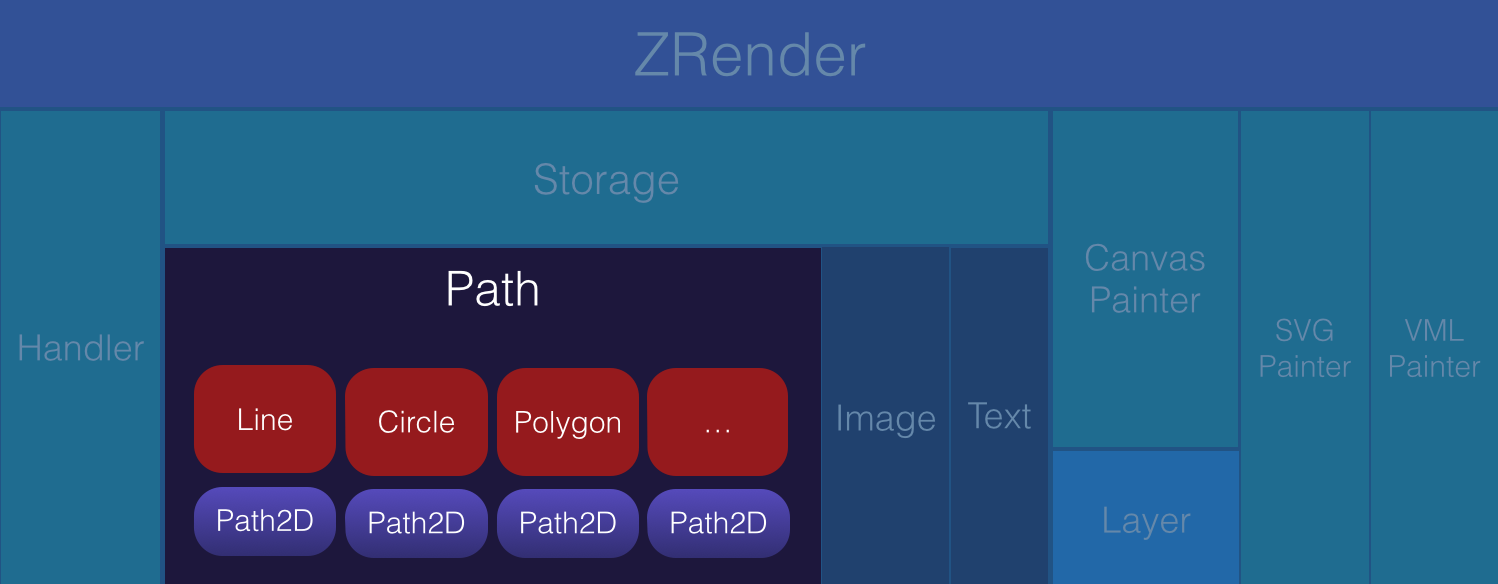 ZRender
Storage
Handler
Path
Line
Circle
Polygon
...
Path2D
Path2D
Path2D
Path2D
Image
Text
Canvas
Painter
Layer
SVG
Painter
VML
Painter